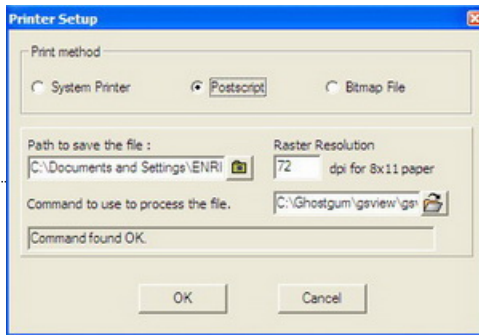 Printer Setup
Print method
System Printer
Postscript
Bitmap File
Path to save the file :
Raster Resolution
C:\Documents and Settings\ENRI
72
dpi for 8x11 paper
Command to use to process the file.
C:\Ghostgum\gsview\gsv
Command found OK.
OK
Cancel